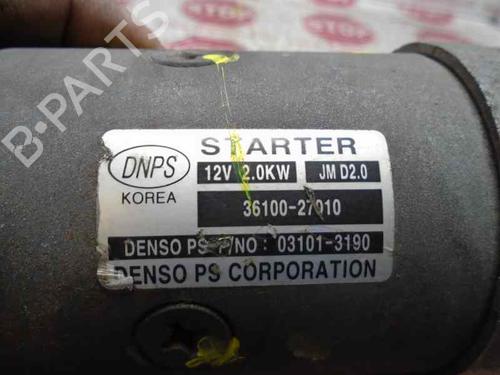 STARTER
DNPS
KOREA
12V 2.0KW JM D2.0
36100-27010
DENSO PS P/NO : 03101-3190
DENSO PS CORPORATION
B-PARTS
STOP